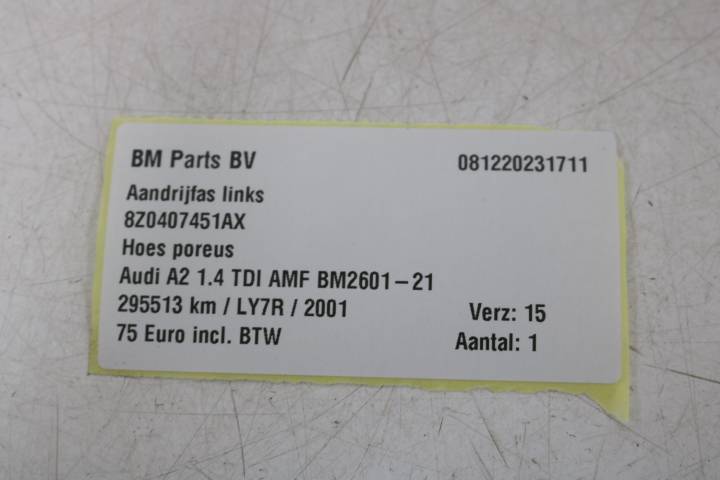 BM Parts BV 081220231711
Aandrijfas links
8Z0407451AX
Hoes poreus
Audi A2 1.4 TDI AMF BM2601-21
295513 km / LY7R / 2001 Verz: 15
75 Euro incl. BTW Aantal: 1